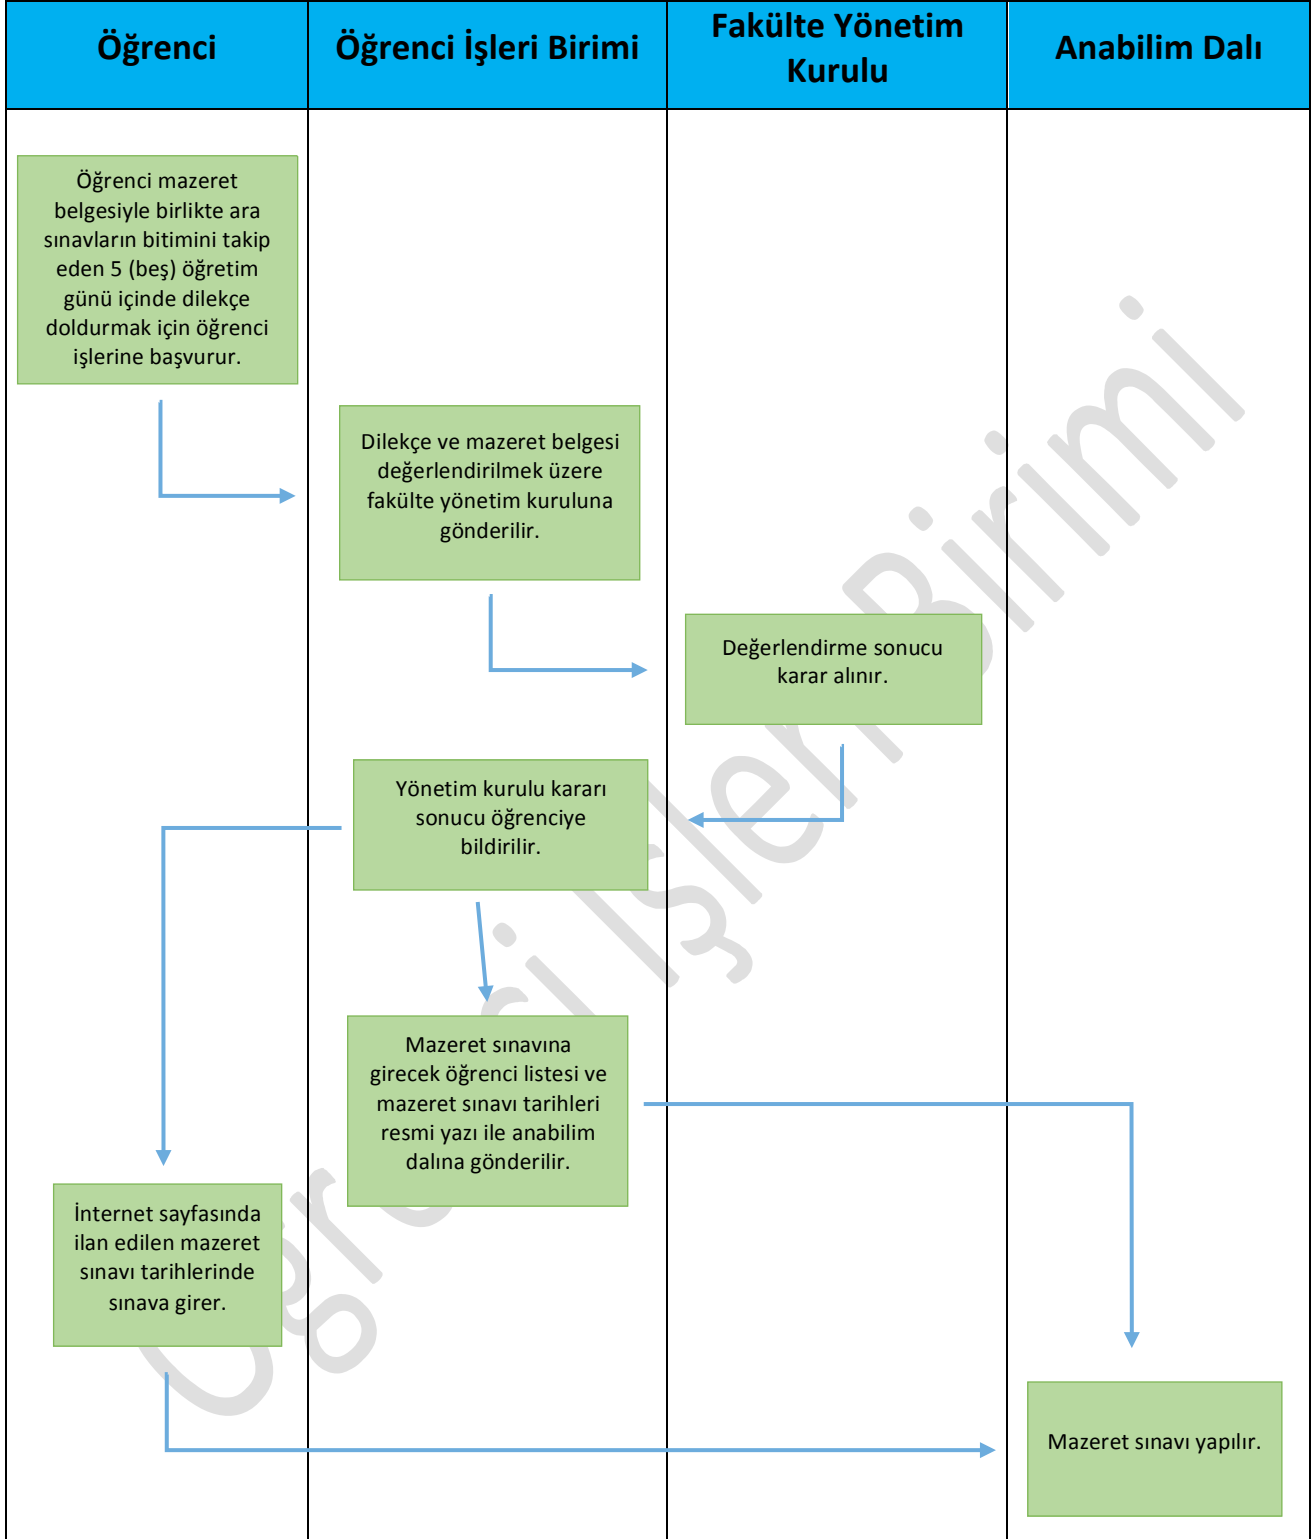 Öğrenci
Öğrenci İşleri Birimi
Fakülte Yönetim
Kurulu
Anabilim Dalı
Öğrenci mazeret
belgesiyle birlikte ara
sınavların bitimini takip
eden 5 (beş) öğretim
günü içinde dilekçe
doldurmak için öğrenci
işlerine başvurur.
Dilekçe ve mazeret belgesi
değerlendirilmek üzere
fakülte yönetim kuruluna
gönderilir.
Değerlendirme sonucu
karar alınır.
Yönetim kurulu kararı
sonucu öğrenciye
bildirilir.
Mazeret sınavına
girecek öğrenci listesi ve
mazeret sınavı tarihleri
resmi yazı ile anabilim
dalına gönderilir.
İnternet sayfasında
ilan edilen mazeret
sınavı tarihlerinde
sınava girer.
Mazeret sınavı yapılır.
Öğrenci İşleri Birimi